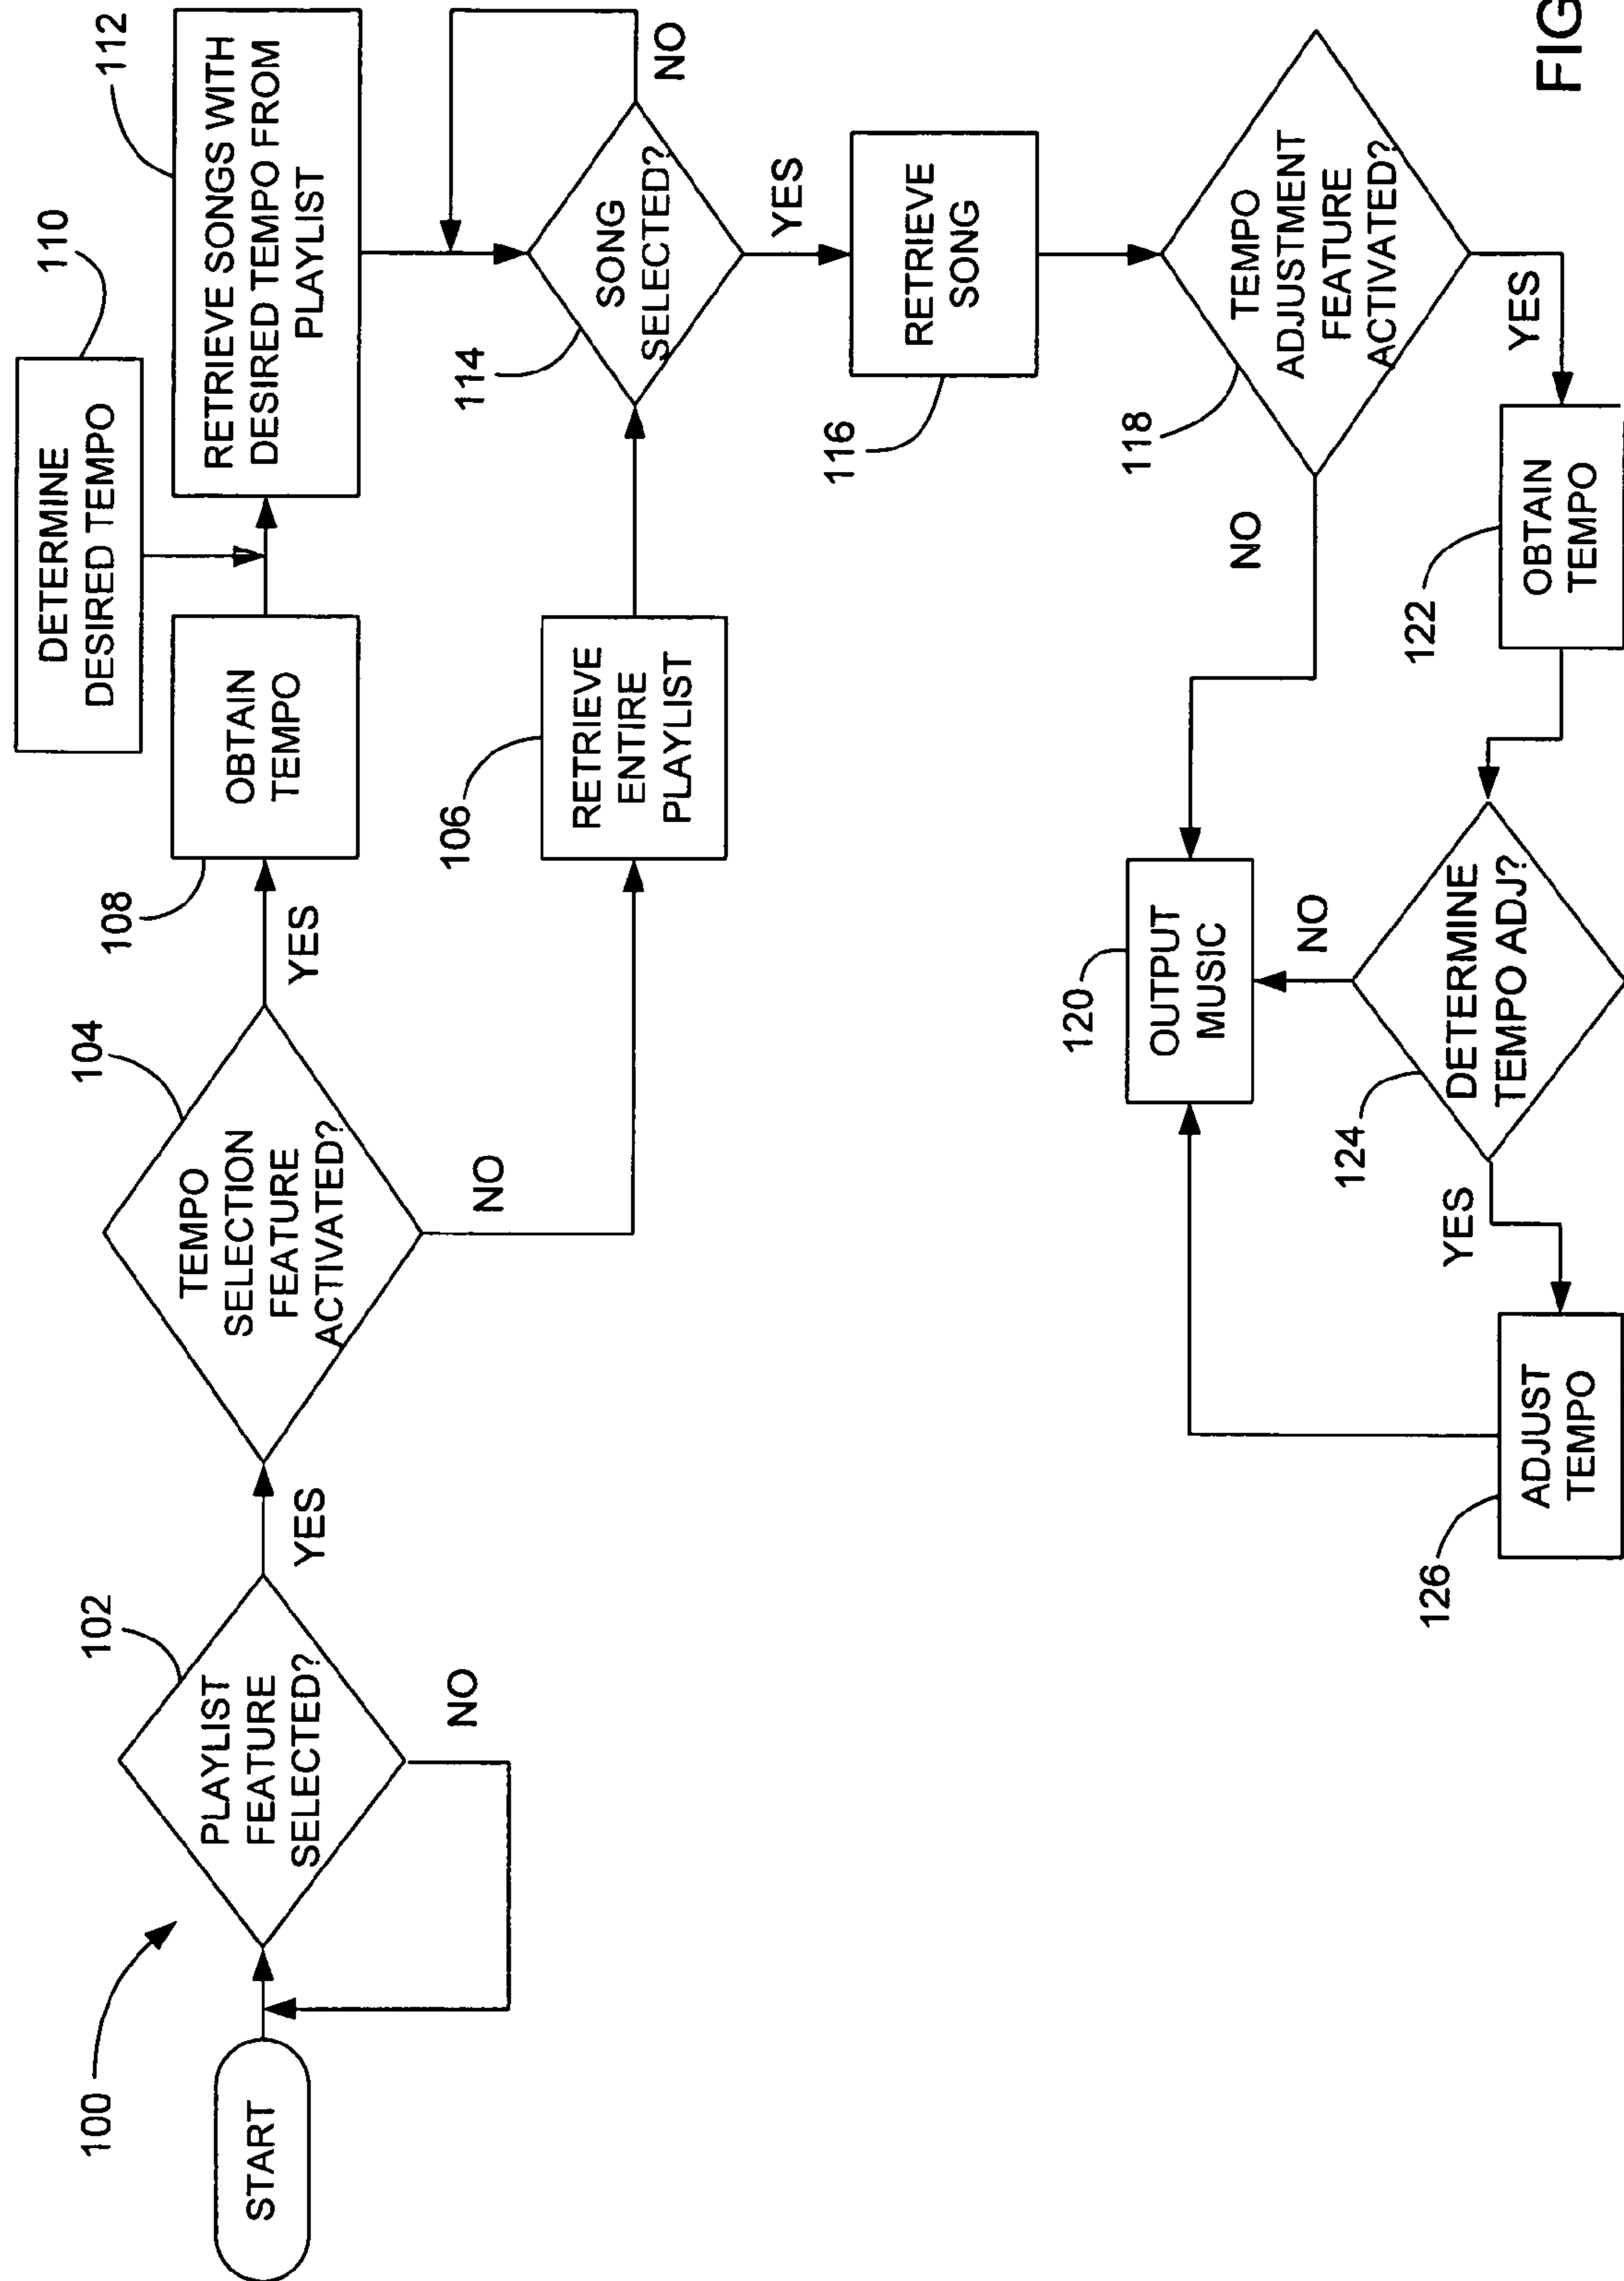 100
START
102
PLAYLIST
FEATURE
SELECTED?
NO
YES
104
TEMPO
SELECTION
FEATURE
ACTIVATED?
NO
YES
108
OBTAIN
TEMPO
106
RETRIEVE
ENTIRE
PLAYLIST
110
DETERMINE
DESIRED TEMPO
112
RETRIEVE SONGS WITH
DESIRED TEMPO FROM
PLAYLIST
114
SONG
SELECTED?
NO
YES
116
RETRIEVE
SONG
118
TEMPO
ADJUSTMENT
FEATURE
ACTIVATED?
NO
YES
120
OUTPUT
MUSIC
122
OBTAIN
TEMPO
124
DETERMINE
TEMPO ADJ?
NO
YES
126
ADJUST
TEMPO
FIG